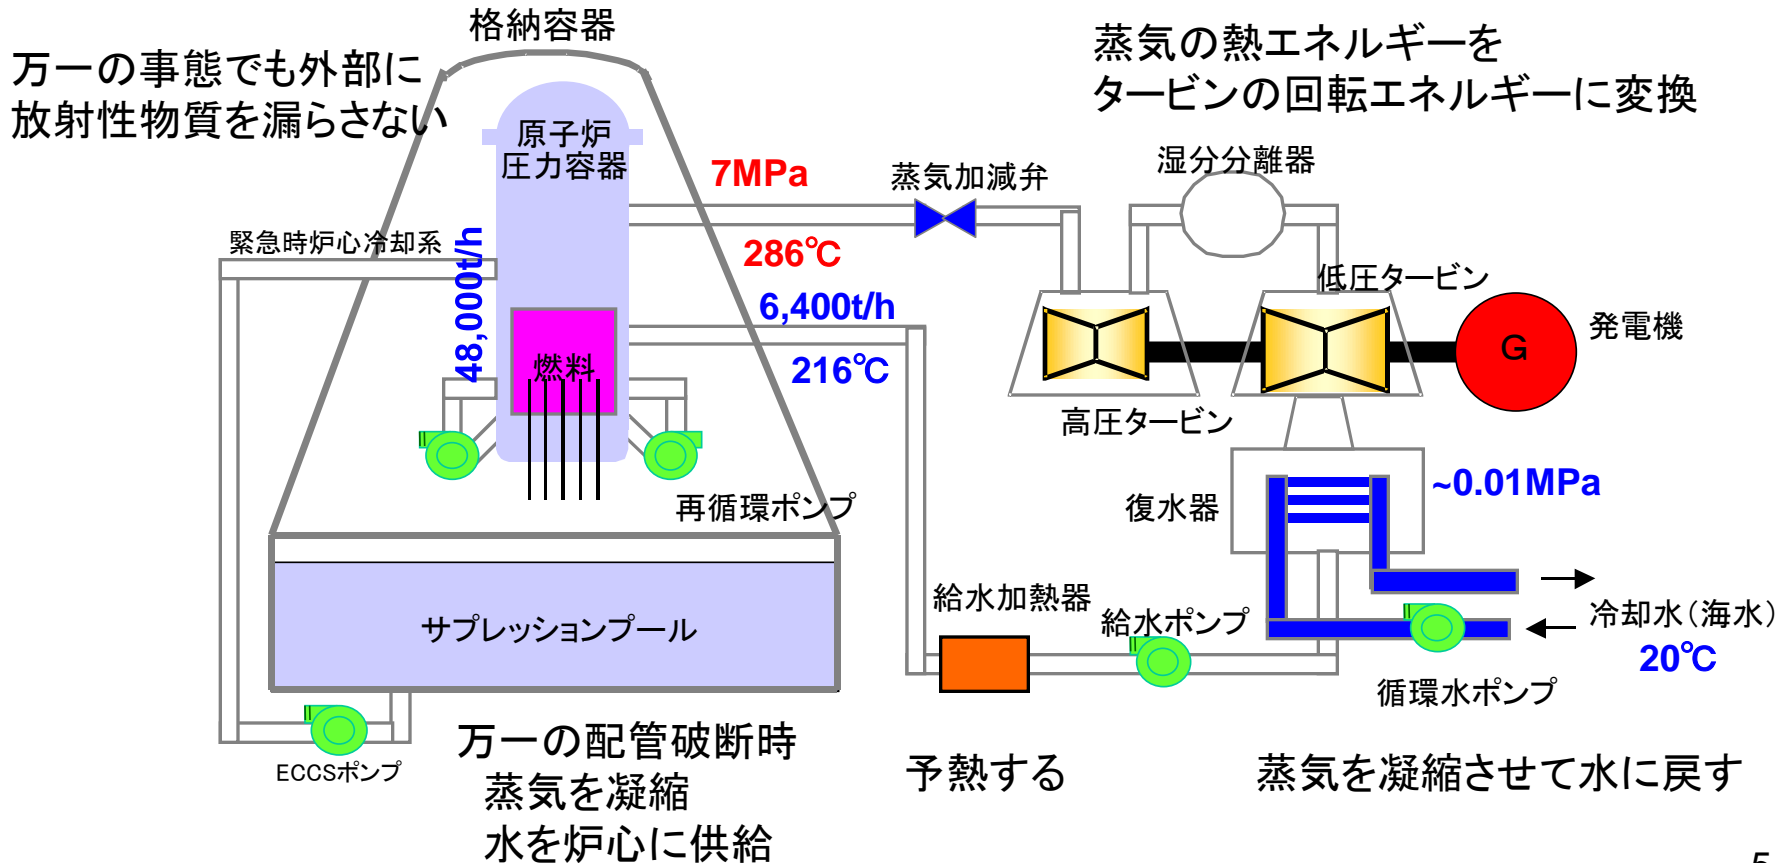 格納容器
万一の事態でも外部に
放射性物質を漏らさない
蒸気の熱エネルギーを
タービンの回転エネルギーに変換
原子炉
圧力容器
7MPa
蒸気加減弁
湿分分離器
緊急時炉心冷却系
286℃
低圧タービン
48,000t/h
6,400t/h
発電機
G
燃料
216℃
高圧タービン
再循環ポンプ
復水器
~0.01MPa
サプレッションプール
給水加熱器
給水ポンプ
冷却水(海水)
20℃
循環水ポンプ
ECCSポンプ
万一の配管破断時
蒸気を凝縮
水を炉心に供給
予熱する
蒸気を凝縮させて水に戻す
5